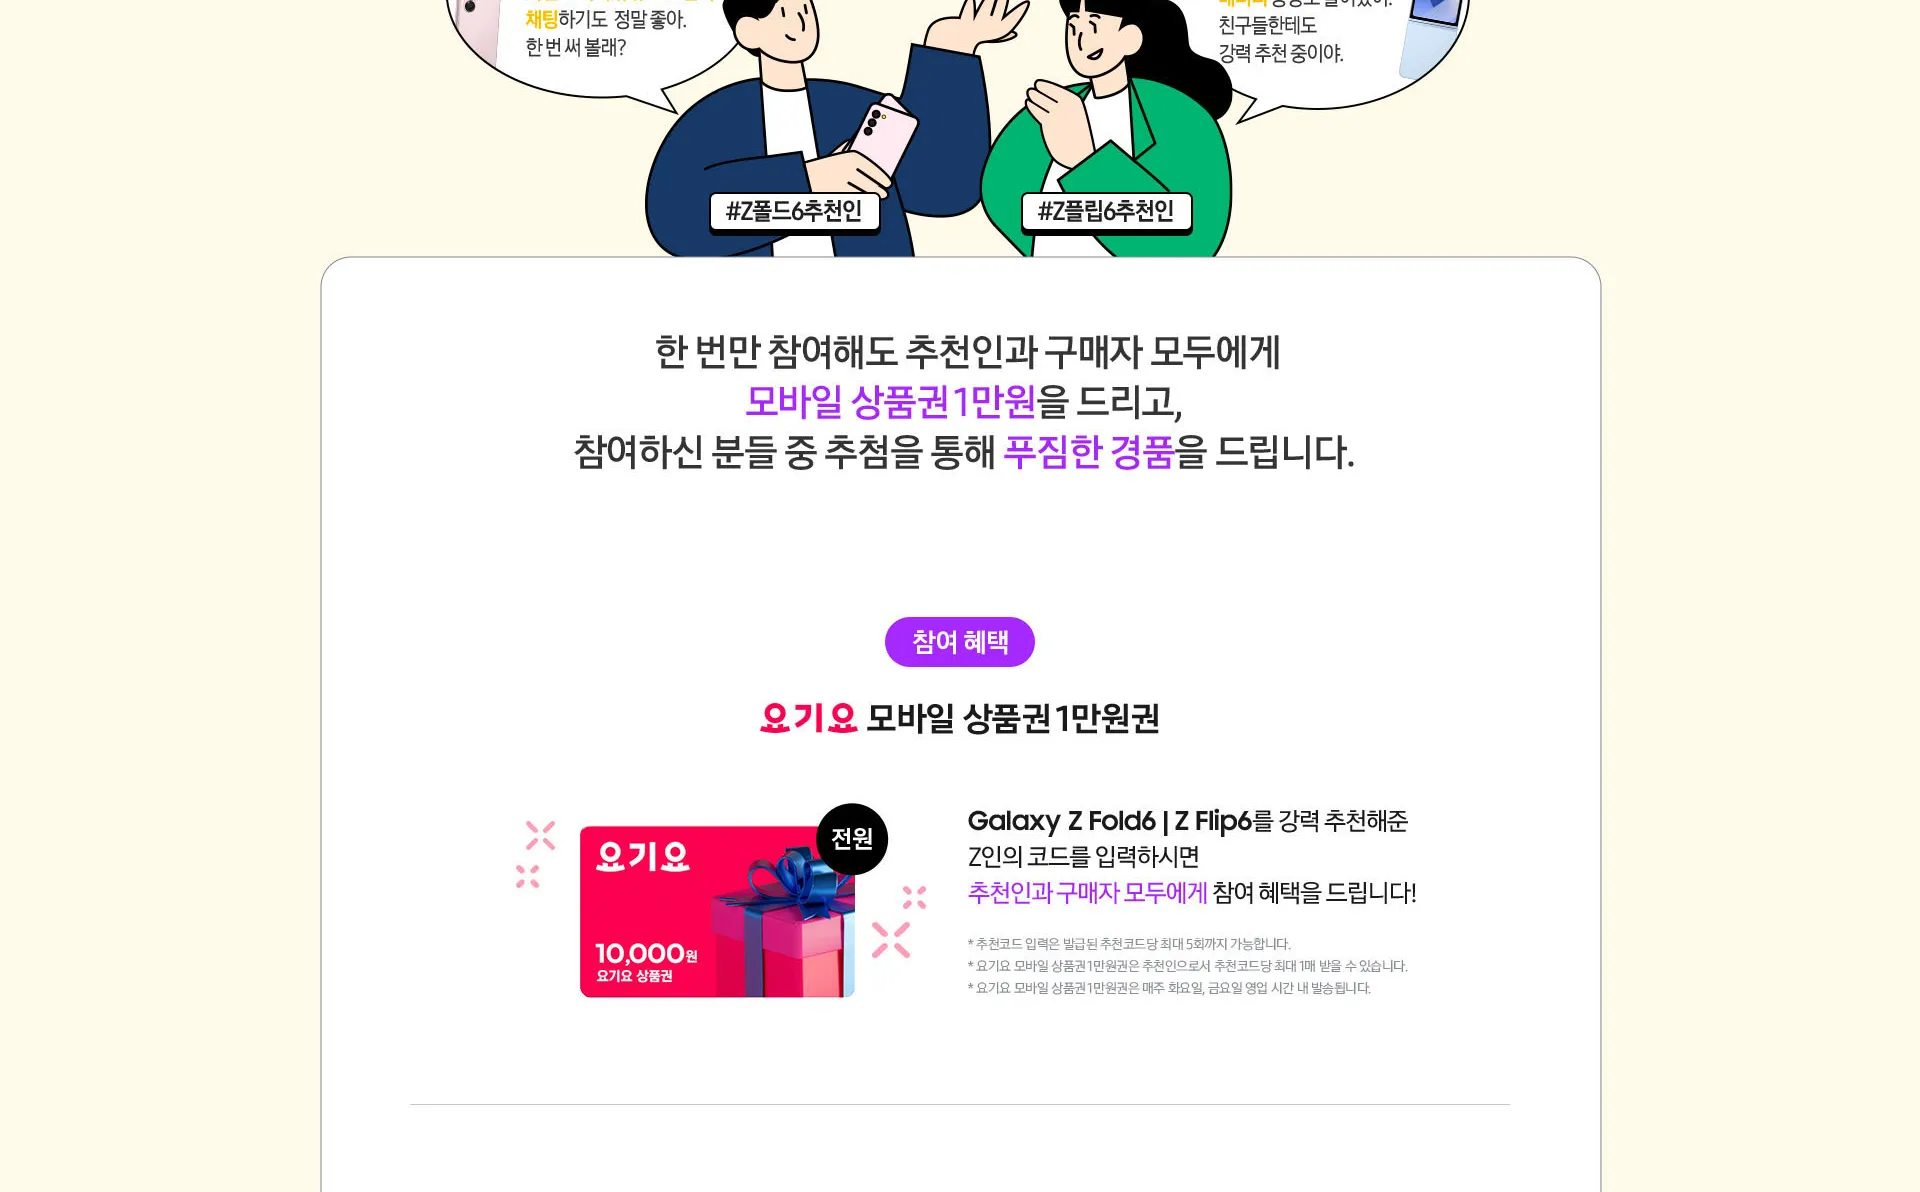 채팅하기도 정말 좋아.
한 번 써 볼래?
친구들한테도
강력 추천 중이야.
#Z폴드6추천인
#Z플립6추천인
한 번만 참여해도 추천인과 구매자 모두에게
모바일 상품권 1만원을 드리고,
참여하신 분들 중 추첨을 통해 푸짐한 경품을 드립니다.
참여 혜택
요기요 모바일 상품권 1만원권
전원
요기요
10,000원
요기요 상품권
Galaxy Z Fold6 | Z Flip6를 강력 추천해준
Z인의 코드를 입력하시면
추천인과 구매자 모두에게 참여 혜택을 드립니다!
* 추천코드 입력은 발급된 추천코드당 최대 5회까지 가능합니다.
* 요기요 모바일 상품권 1만원권은 추천인으로서 추천코드당 최대 1매 받을 수 있습니다.
* 요기요 모바일 상품권 1만원권은 매주 화요일, 금요일 영업 시간 내 발송됩니다.